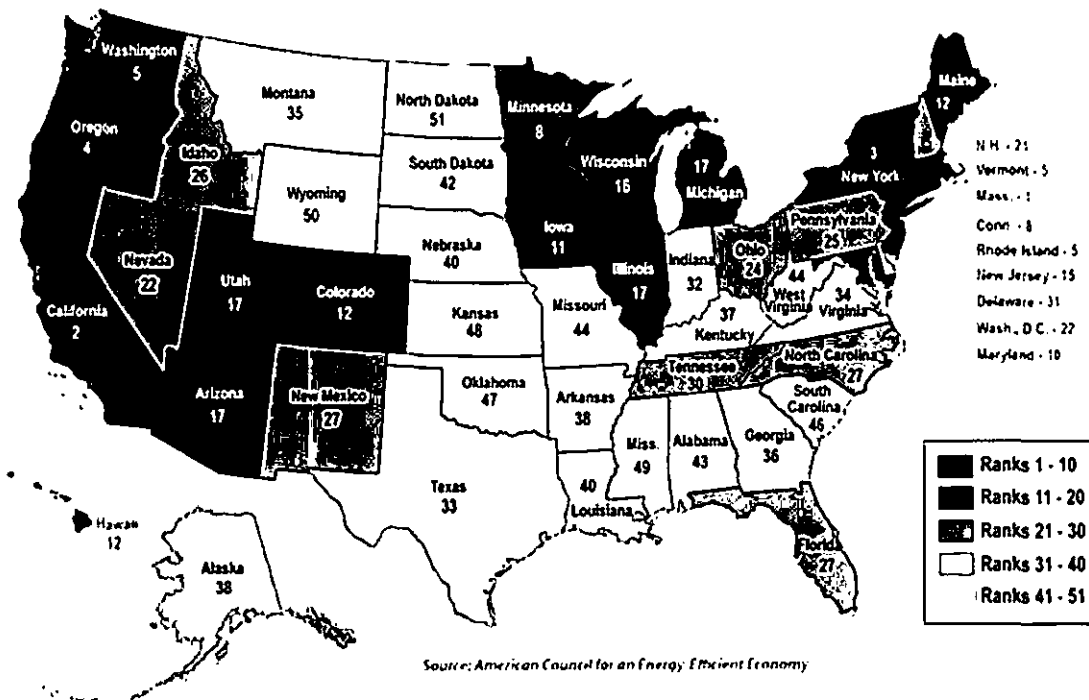 Washington
5
Montana
35
North Dakota
51
Minnesota
8
Maine
12
Oregon
4
Idaho
26
South Dakota
42
Wisconsin
16
17
Michigan
3
New York
N.H. - 21
Vermont - 5
Mass. - 1
Conn - 8
Rhode Island - 5
New Jersey - 15
Delaware - 31
Wash., D.C. - 22
Maryland - 10
Wyoming
50
Nebraska
40
Iowa
11
Illinois
17
Indiana
32
Ohio
24
Pennsylvania
25
Nevada
22
Utah
17
Colorado
12
California
2
Kansas
48
Missouri
44
37
Kentucky
44
West
Virginia
34
Virginia
Arizona
17
New Mexico
27
Oklahoma
47
Arkansas
38
Tennessee
30
North Carolina
27
South
Carolina
46
Miss.
49
Alabama
43
Georgia
36
Texas
33
40
Louisiana
Florida
27
Hawaii
12
Alaska
38
Ranks 1 - 10
Ranks 11 - 20
Ranks 21 - 30
Ranks 31 - 40
Ranks 41 - 51
Source: American Council for an Energy Efficient Economy